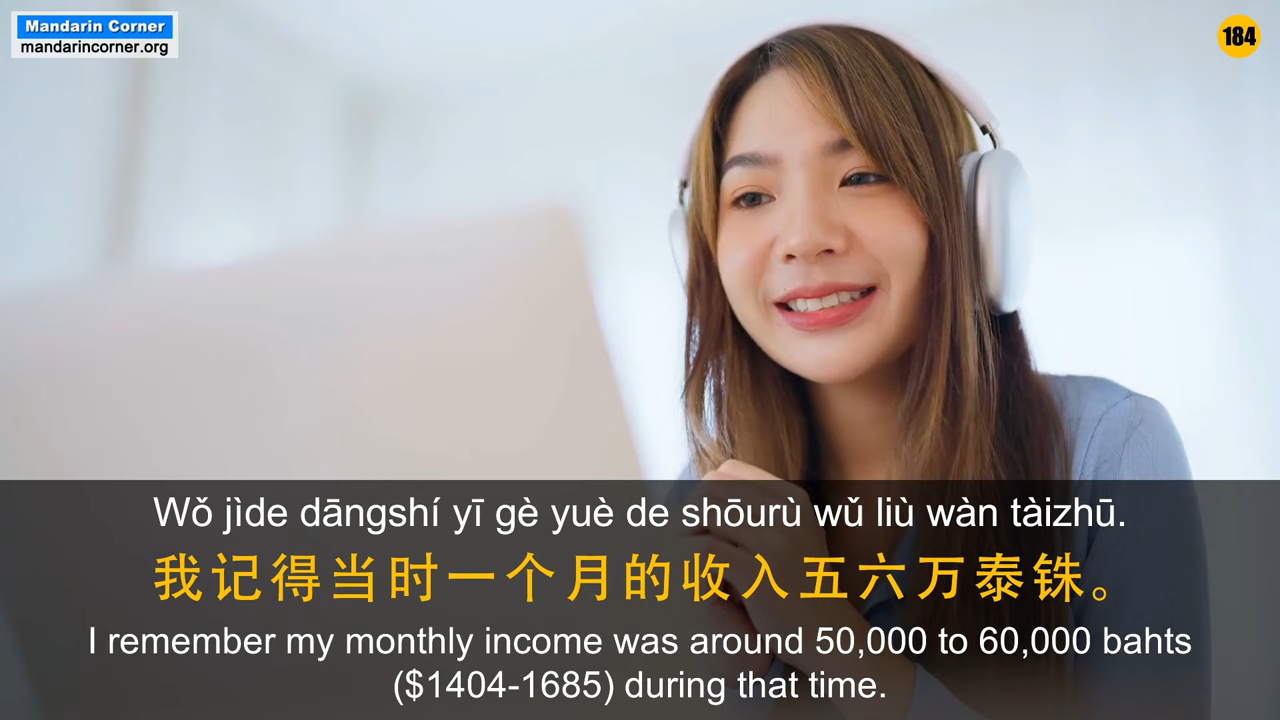 Mandarin Corner
mandarincorner.org
184
Wǒ jìde dāngshí yī gè yuè de shōurù wǔ liù wàn tàizhū.
我记得当时一个月的收入五六万泰铢。
I remember my monthly income was around 50,000 to 60,000 bahts
($1404-1685) during that time.